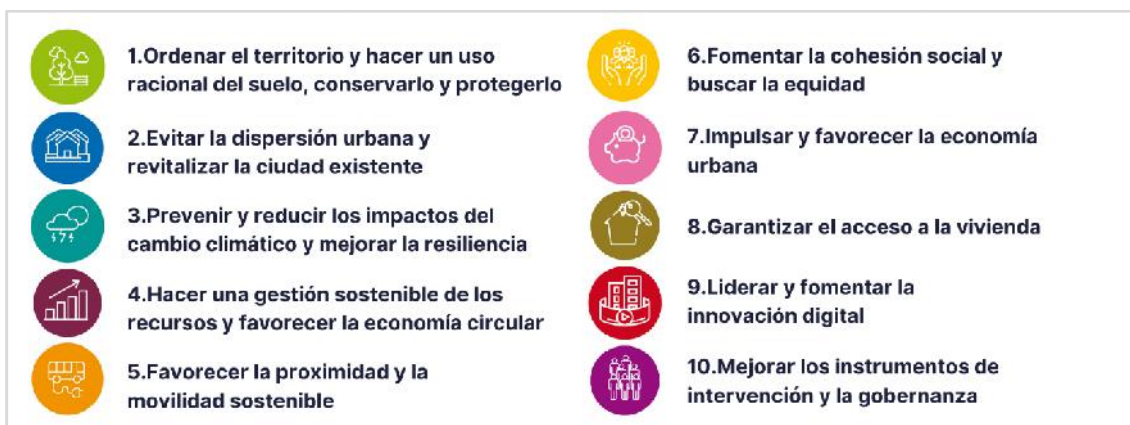 1.Ordenar el territorio y hacer un uso
racional del suelo, conservarlo y protegerlo
2.Evitar la dispersión urbana y
revitalizar la ciudad existente
3.Prevenir y reducir los impactos del
cambio climático y mejorar la resiliencia
4.Hacer una gestión sostenible de los
recursos y favorecer la economía circular
5.Favorecer la proximidad y la
movilidad sostenible
6.Fomentar la cohesión social y
buscar la equidad
7.Impulsar y favorecer la economía
urbana
8.Garantizar el acceso a la vivienda
9.Liderar y fomentar la
innovación digital
10.Mejorar los instrumentos de
intervención y la gobernanza